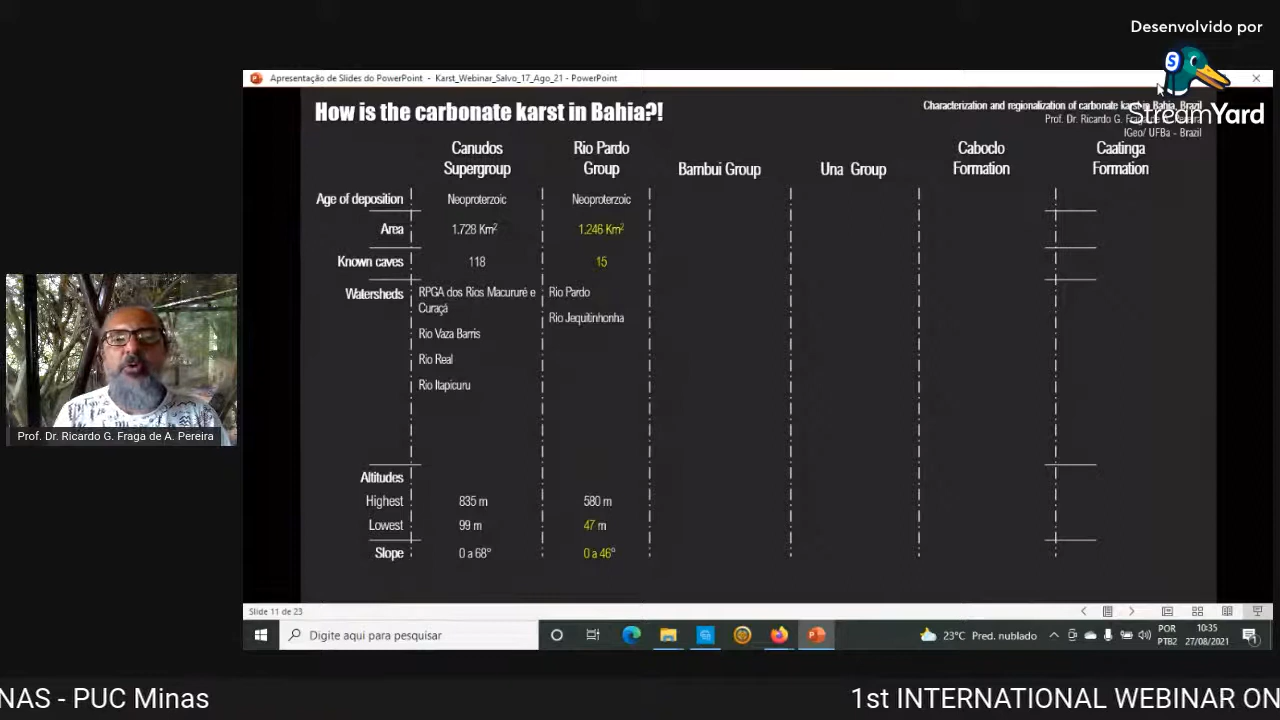 Desenvolvido por
StreamYard
Apresentação de Slides do PowerPoint - Karst_Webinar_Salvo_17_Ago_21 - PowerPoint
How is the carbonate karst in Bahia?!
Characterization and regionalization of carbonate karst in Bahia, Brazil
Prof. Dr. Ricardo G. Fraga de
IGeo/ UFBa - Brazil
Canudos Supergroup
Rio Pardo Group
Bambui Group
Una Group
Caboclo Formation
Caatinga Formation
Age of deposition Neoproterzoic Neoproterzoic
Area 1.728 Km² 1.246 Km²
Known caves 118 15
Watersheds RPGA dos Rios Macururé e Rio Pardo
Curaçá
Rio Jequitinhonha
Rio Vaza Barris
Rio Real
Rio Itapicuru
Altitudes
Highest 835 m 580 m
Lowest 99 m 47 m
Slope 0 a 68° 0 a 46°
Prof. Dr. Ricardo G. Fraga de A. Pereira
Slide 11 de 23
Digite aqui para pesquisar
23°C Pred. nublado
POR
PTB2
10:35
27/08/2021
NAS - PUC Minas
1st INTERNATIONAL WEBINAR ON